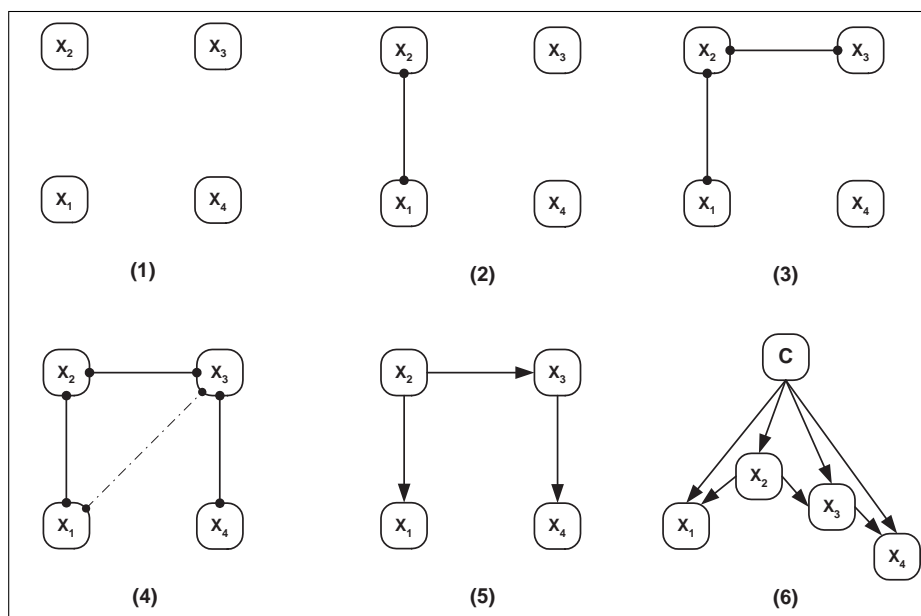 X2 X3 X2 X3 X2 X3
X1 X4 X1 X4 X1 X4
(1) (2) (3)
X2 X3 X2 X3 C
X2
X3
X1 X4 X1 X4 X1
X4
(4) (5) (6)